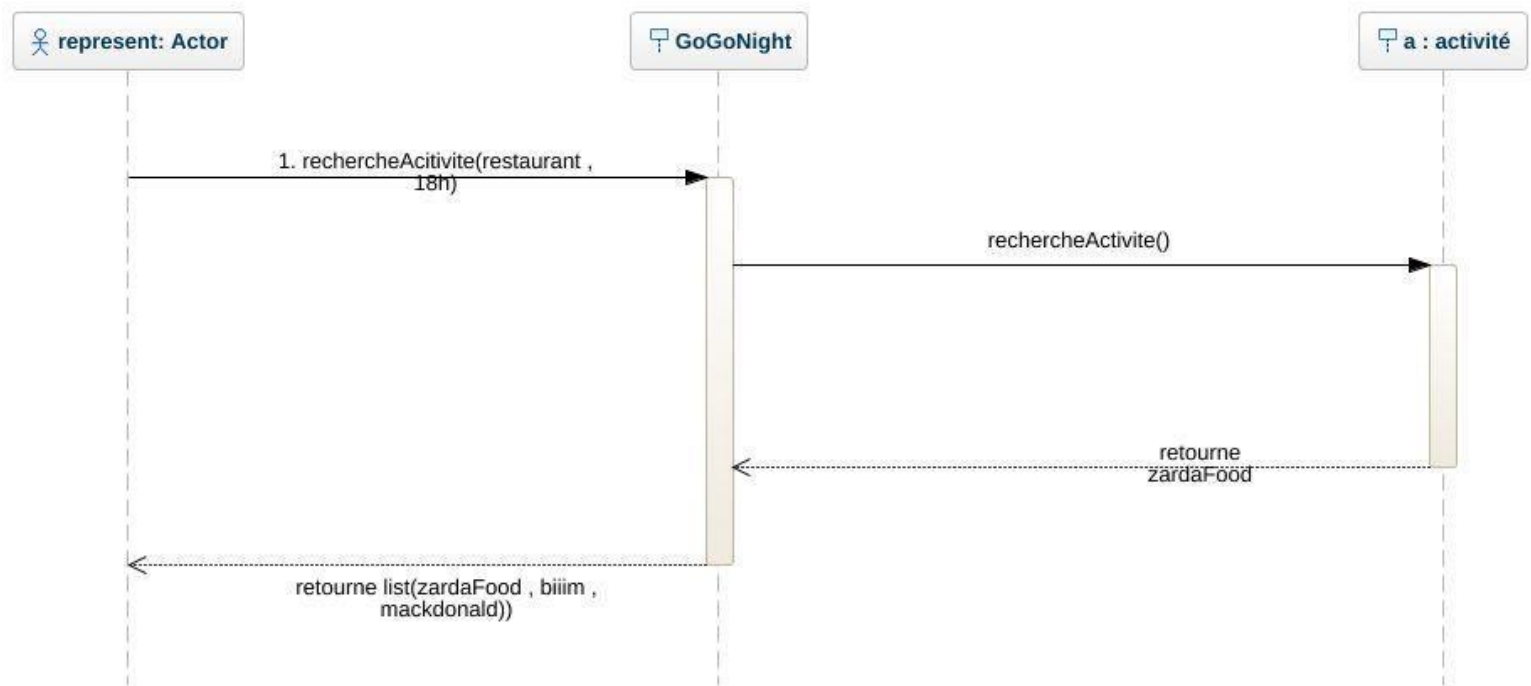 represent: Actor
GoGoNight
a : activité
1. rechercheAcitivite(restaurant ,
18h)
rechercheActivite()
retourne
zardaFood
retourne list(zardaFood , biiim ,
mackdonald))